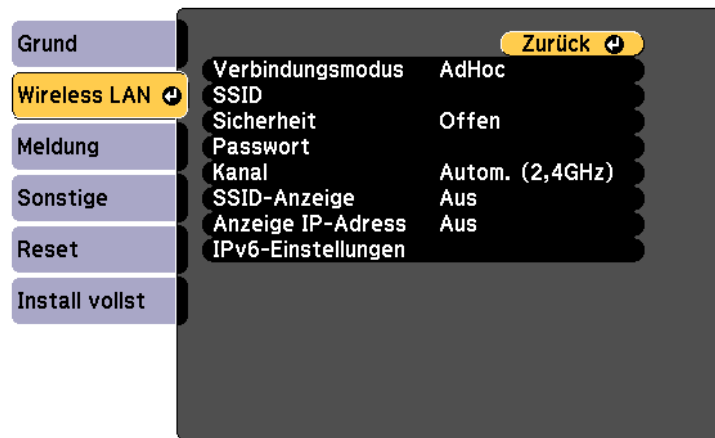 Grund
Wireless LAN
Meldung
Sonstige
Reset
Install vollst
Zurück
Verbindungsmodus AdHoc
SSID
Sicherheit Offen
Passwort
Kanal Autom. (2,4GHz)
SSID-Anzeige Aus
Anzeige IP-Adress Aus
IPv6-Einstellungen